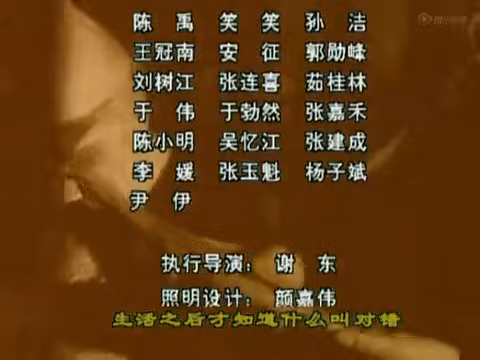 陈 禹 笑 笑 孙 洁
王冠南 安 征 郭勋峰
刘树江 张连喜 茹桂林
于 伟 于勃然 张嘉禾
陈小明 吴忆江 张建成
李 媛 张玉魁 杨子斌
尹 伊
执行导演： 谢 东
照明设计： 颜嘉伟
生活之后才知道什么叫对错